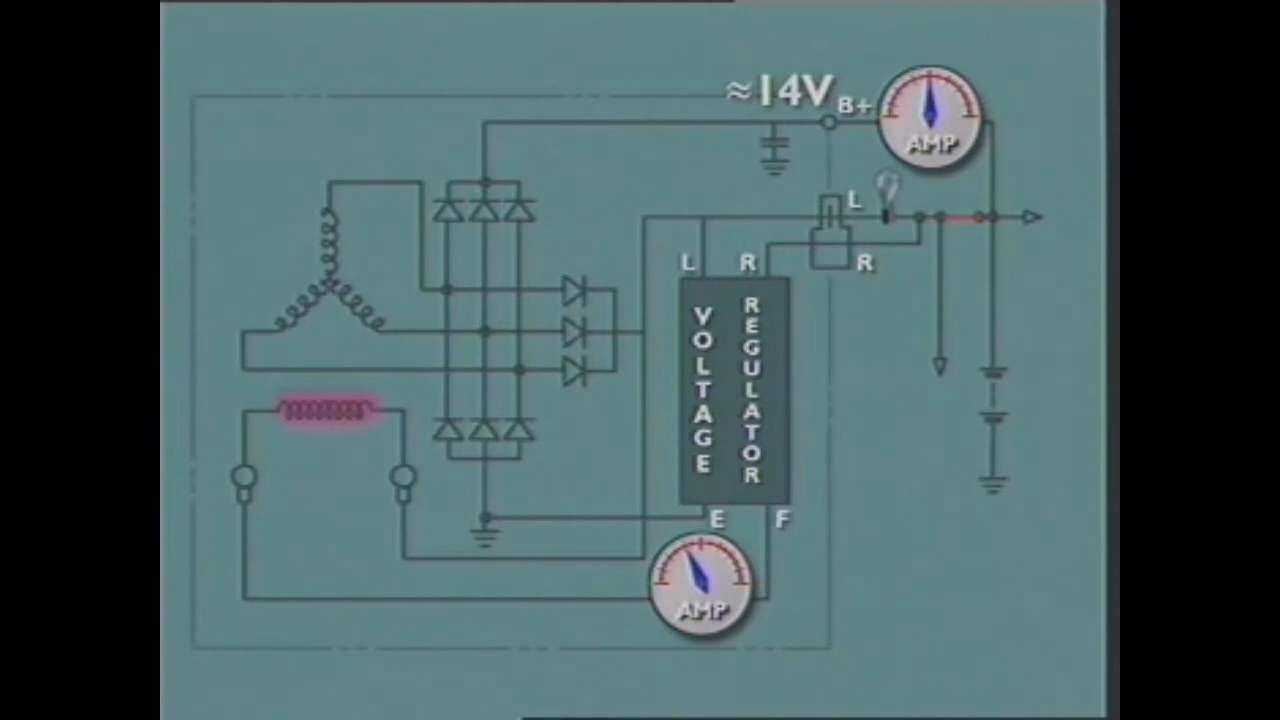 ≈14V B+
AMP
L
L R R
VOLTAGE REGULATOR
E F
AMP